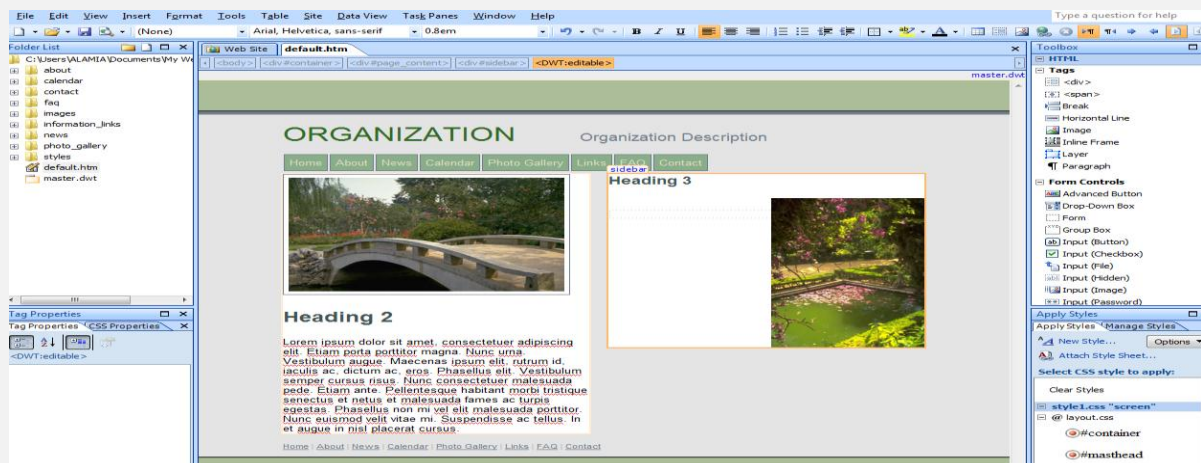 File Edit View Insert Format Tools Table Site Data View Task Panes Window Help
Type a question for help
(None) Arial, Helvetica, sans-serif 0.8em B I U
Folder List
C:\Users\ALAMIA\Documents\My We
about
calendar
contact
faq
images
information_links
news
photo_gallery
styles
default.htm
master.dwt
Tag Properties
Tag Properties CSS Properties
<DWT:editable>
Web Site default.htm
<body> <div#container> <div#page_content> <div#sidebar> <DWT:editable>
master.dwt
ORGANIZATION Organization Description
Home About News Calendar Photo Gallery Links FAQ Contact
sidebar
Heading 3
Heading 2
Lorem ipsum dolor sit amet, consectetuer adipiscing
elit. Etiam porta porttitor magna. Nunc urna.
Vestibulum augue. Maecenas ipsum elit, rutrum id,
iaculis ac, dictum ac, eros. Phasellus elit. Vestibulum
semper cursus risus. Nunc consectetuer malesuada
pede. Etiam ante. Pellentesque habitant morbi tristique
senectus et netus et malesuada fames ac turpis
egestas. Phasellus non mi vel elit malesuada porttitor.
Nunc euismod velit vitae mi. Suspendisse ac tellus. In
et augue in nisl placerat cursus.
Home | About | News | Calendar | Photo Gallery | Links | FAQ | Contact
Toolbox
HTML
Tags
<div>
<span>
Break
Horizontal Line
Image
Inline Frame
Layer
Paragraph
Form Controls
Advanced Button
Drop-Down Box
Form
Group Box
Input (Button)
Input (Checkbox)
Input (File)
Input (Hidden)
Input (Image)
Input (Password)
Apply Styles
Apply Styles Manage Styles
New Style... Options
Attach Style Sheet...
Select CSS style to apply:
Clear Styles
style1.css "screen"
@ layout.css
#container
#masthead